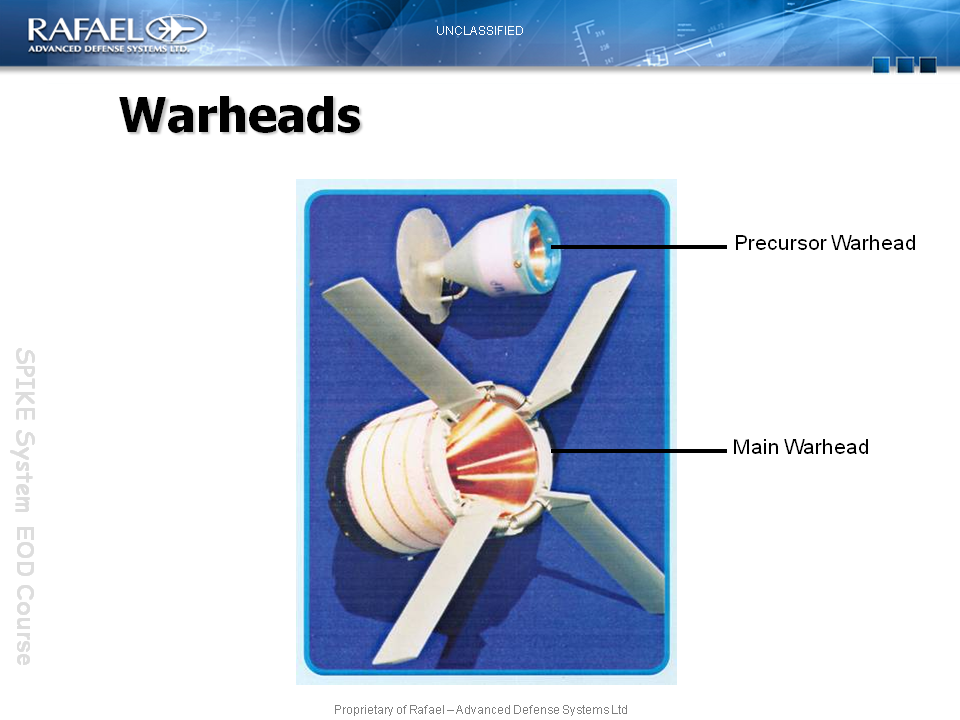 RAFAEL
ADVANCED DEFENSE SYSTEMS LTD.
UNCLASSIFIED
Warheads
Precursor Warhead
Main Warhead
SPIKE System EOD Course
Proprietary of Rafael – Advanced Defense Systems Ltd